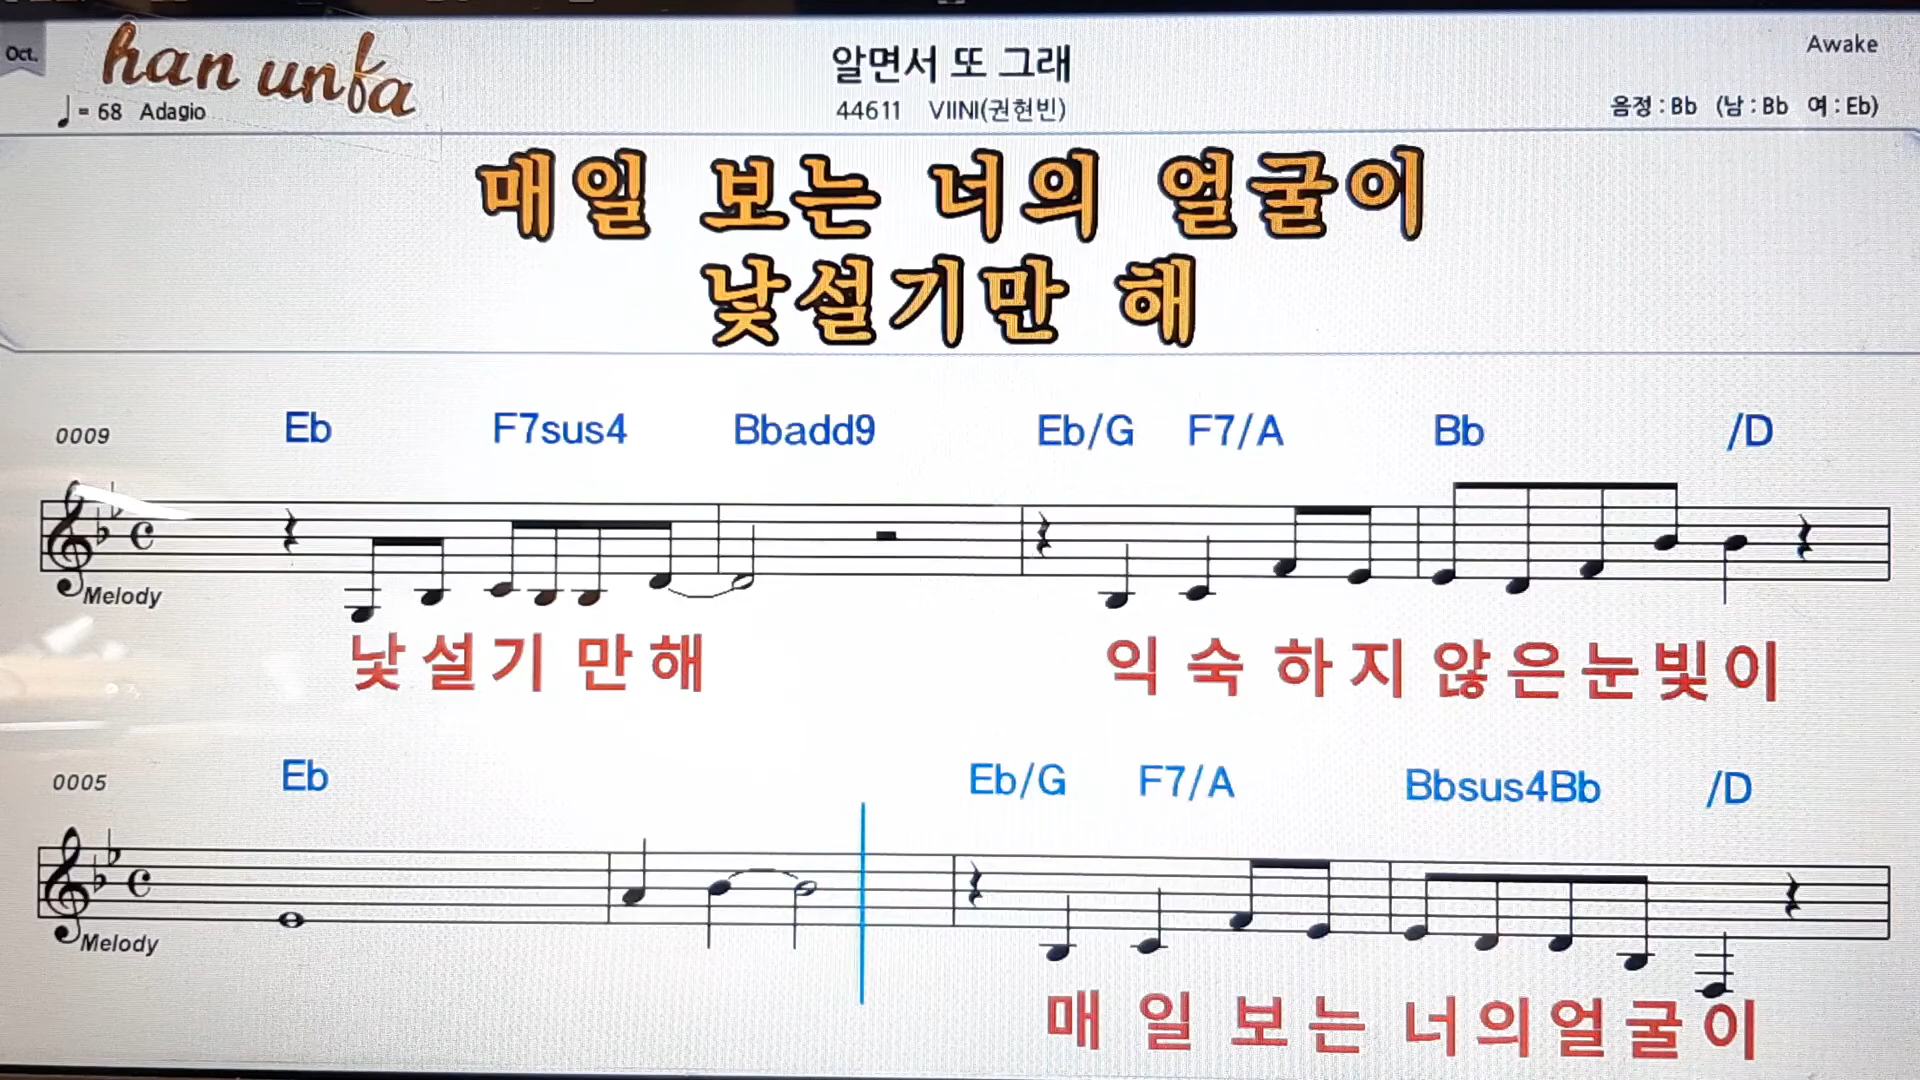 Oct.
han unfa
알면서 또 그래
Awake
♩= 68 Adagio
44611 VIINI(권현빈)
음정 : Bb (남 : Bb 여 : Eb)
매일 보는 너의 얼굴이
낯설기만 해
0009 Eb F7sus4 Bbadd9 Eb/G F7/A Bb /D
Melody
낯설기 만해 익숙하지 않은눈빛이
0005 Eb Eb/G F7/A Bbsus4Bb /D
Melody
매 일 보는 너의얼굴이